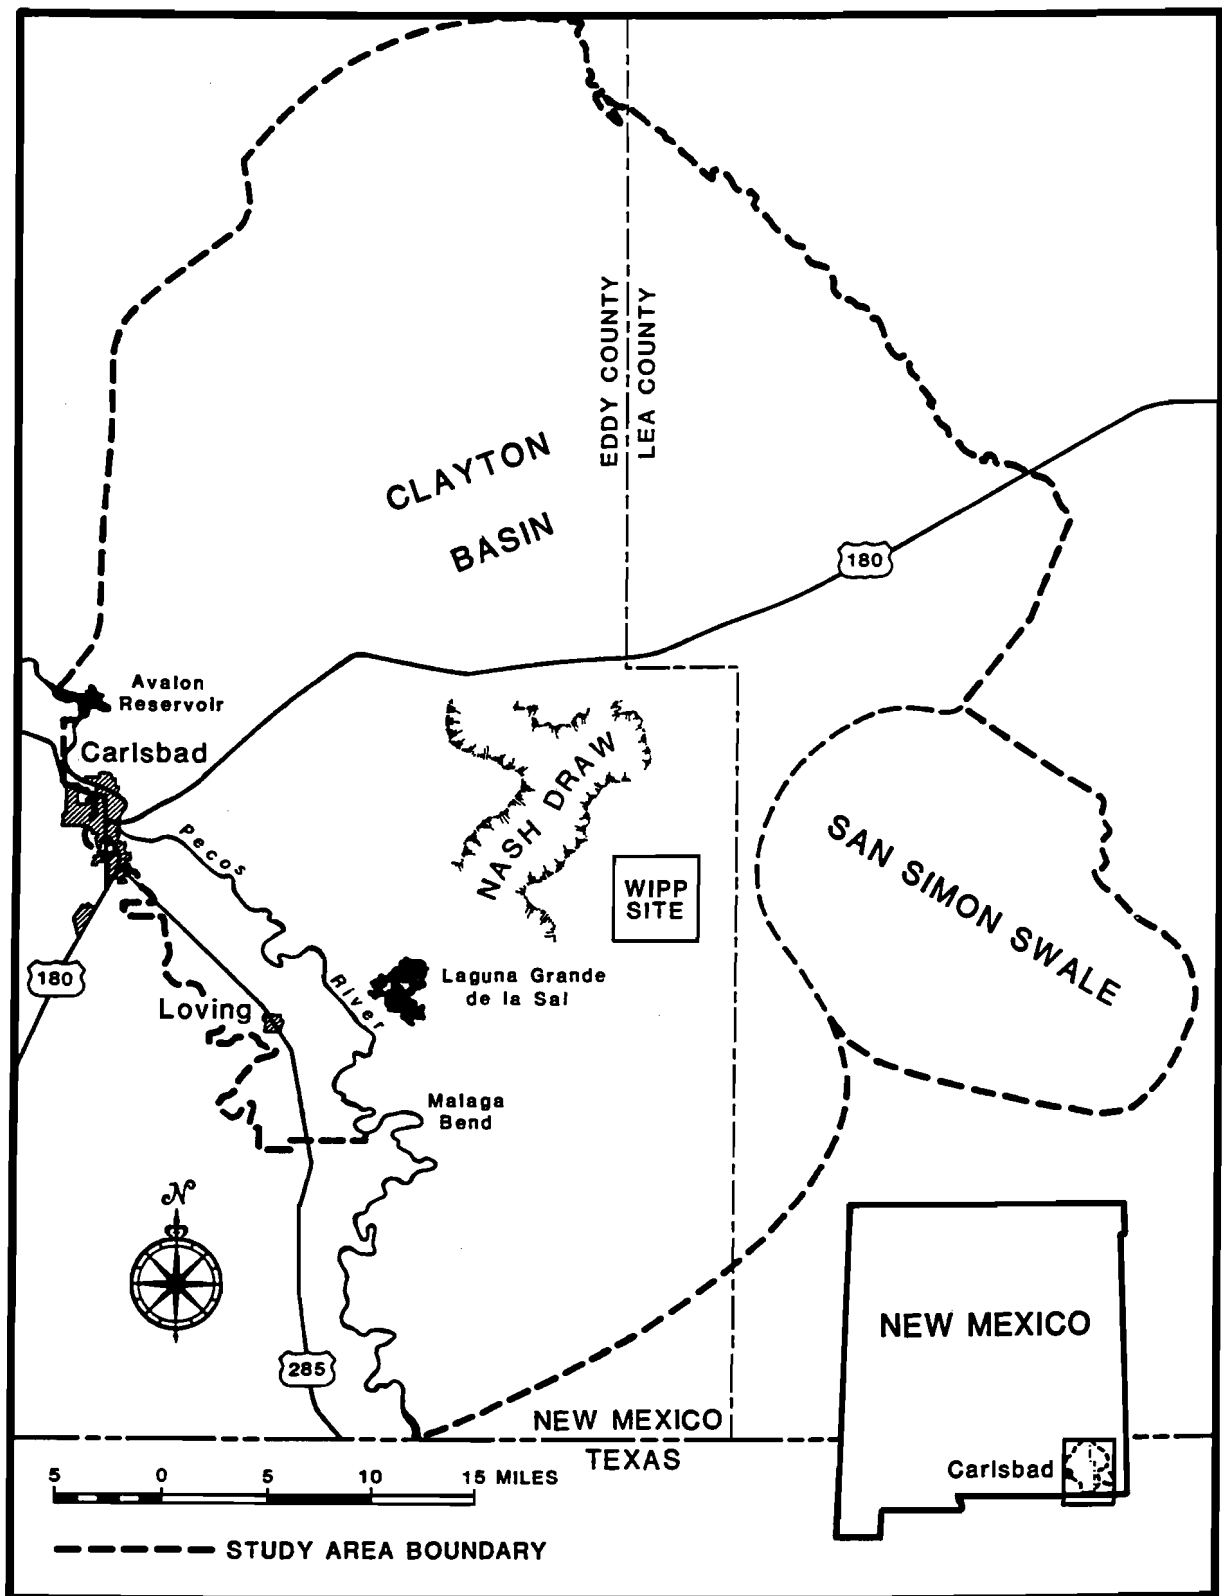 EDDY COUNTY
LEA COUNTY
CLAYTON
BASIN
180
Avalon
Reservoir
Carlsbad
NASH DRAW
Pecos
River
SAN SIMON SWALE
WIPP
SITE
180
Laguna Grande
de la Sal
Loving
Malaga
Bend
N
NEW MEXICO
285
NEW MEXICO
TEXAS
Carlsbad
5 0 5 10 15 MILES
STUDY AREA BOUNDARY